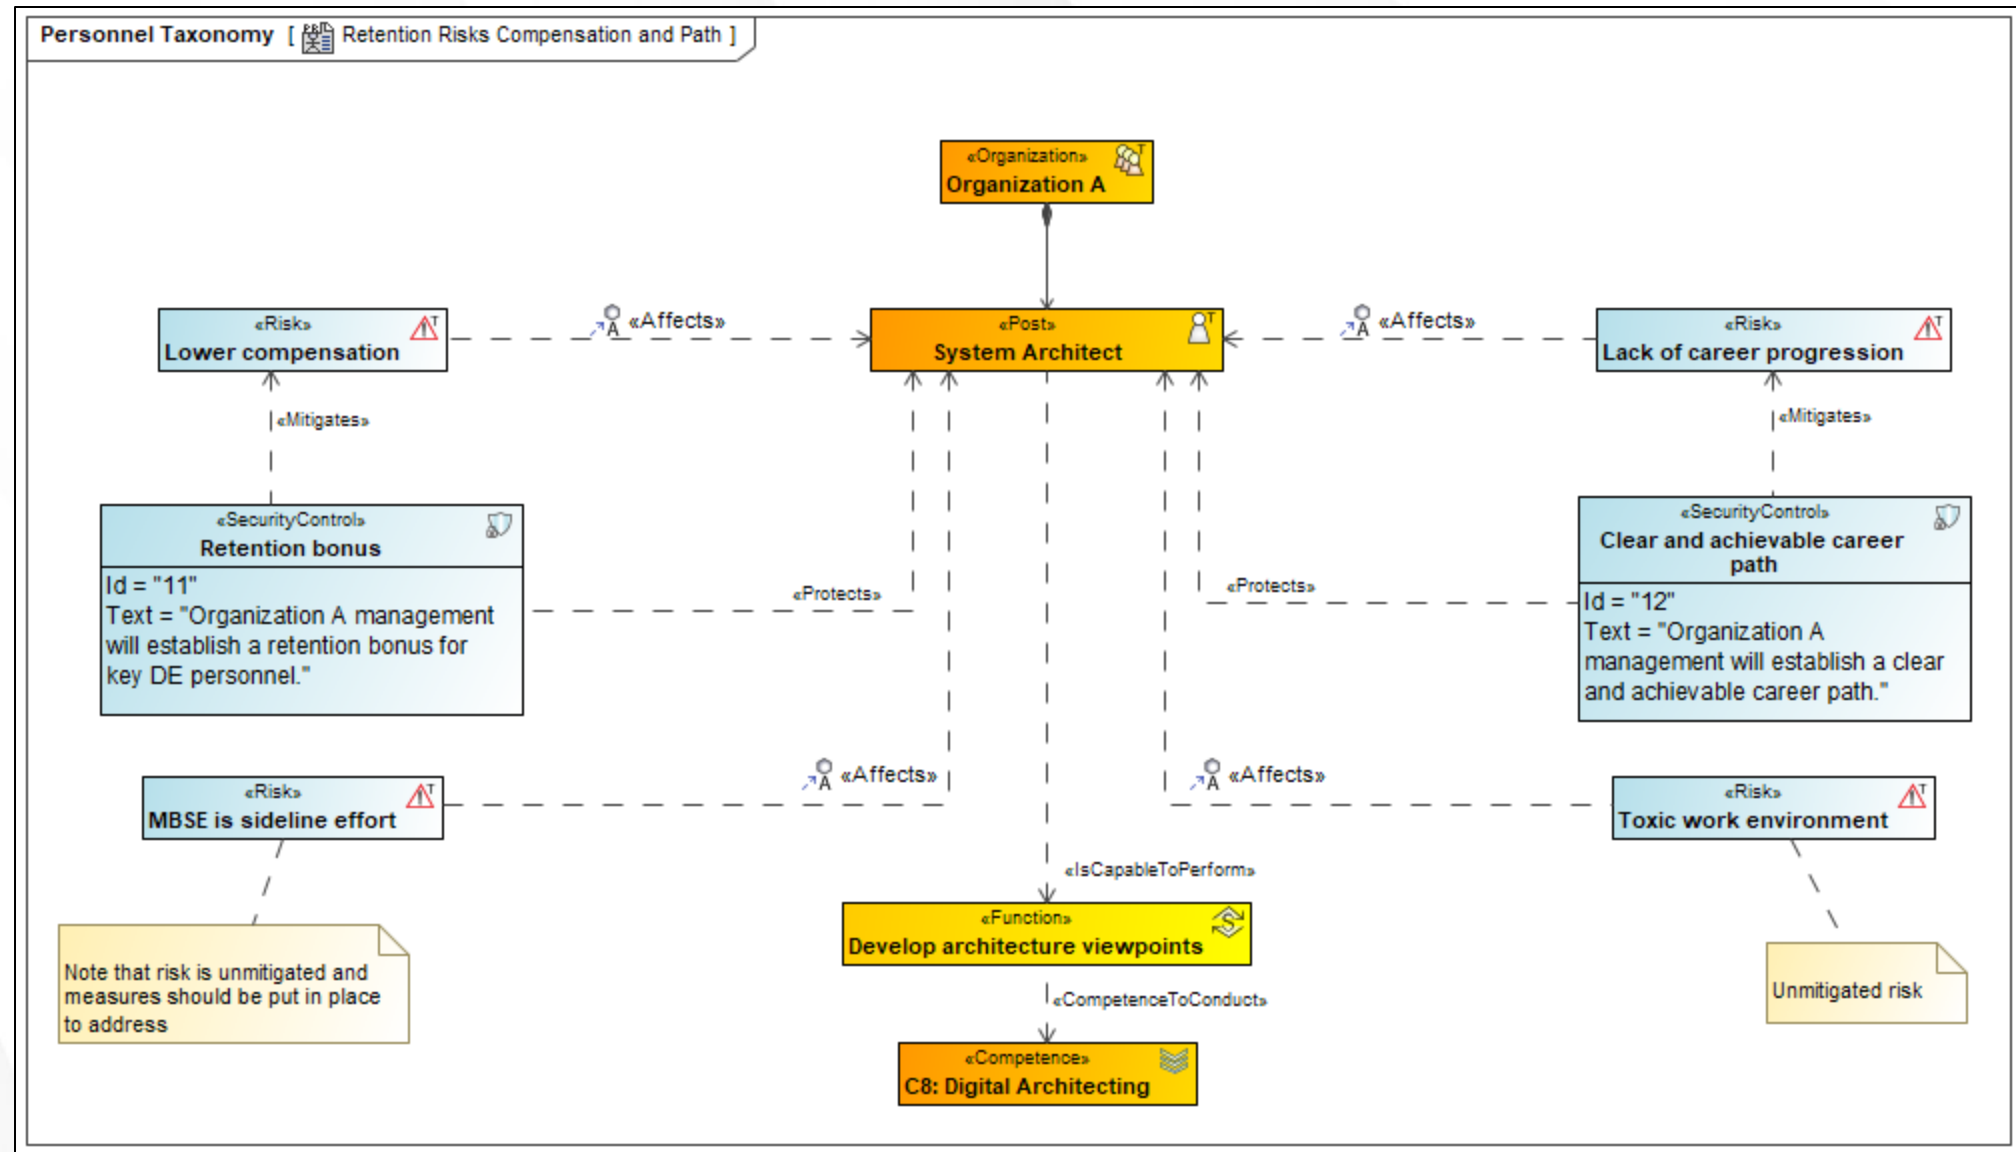 Personnel Taxonomy [ Retention Risks Compensation and Path ]
«Organization»
Organization A
«Risk»
Lower compensation
«Affects»
«Post»
System Architect
«Affects»
«Risk»
Lack of career progression
«Mitigates»
«Mitigates»
«SecurityControl»
Retention bonus
Id = "11"
Text = "Organization A management
will establish a retention bonus for
key DE personnel."
«Protects»
«Protects»
«SecurityControl»
Clear and achievable career
path
Id = "12"
Text = "Organization A
management will establish a clear
and achievable career path."
«Risk»
MBSE is sideline effort
«Affects»
«Affects»
«Risk»
Toxic work environment
«IsCapableToPerform»
«Function»
Develop architecture viewpoints
Note that risk is unmitigated and
measures should be put in place
to address
Unmitigated risk
«CompetenceToConduct»
«Competence»
C8: Digital Architecting